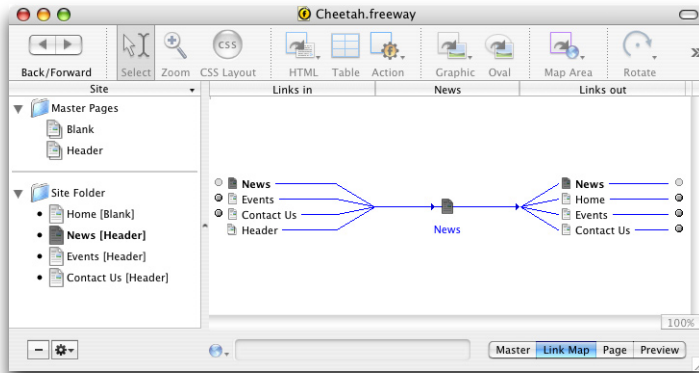 Cheetah.freeway
Back/Forward
Select
Zoom
CSS
CSS Layout
HTML
Table
Action
Graphic
Oval
Map Area
Rotate
Site
Links in
News
Links out
Master Pages
Blank
Header
Site Folder
Home [Blank]
News [Header]
Events [Header]
Contact Us [Header]
News
Events
Contact Us
Header
News
News
Home
Events
Contact Us
100%
Master
Link Map
Page
Preview